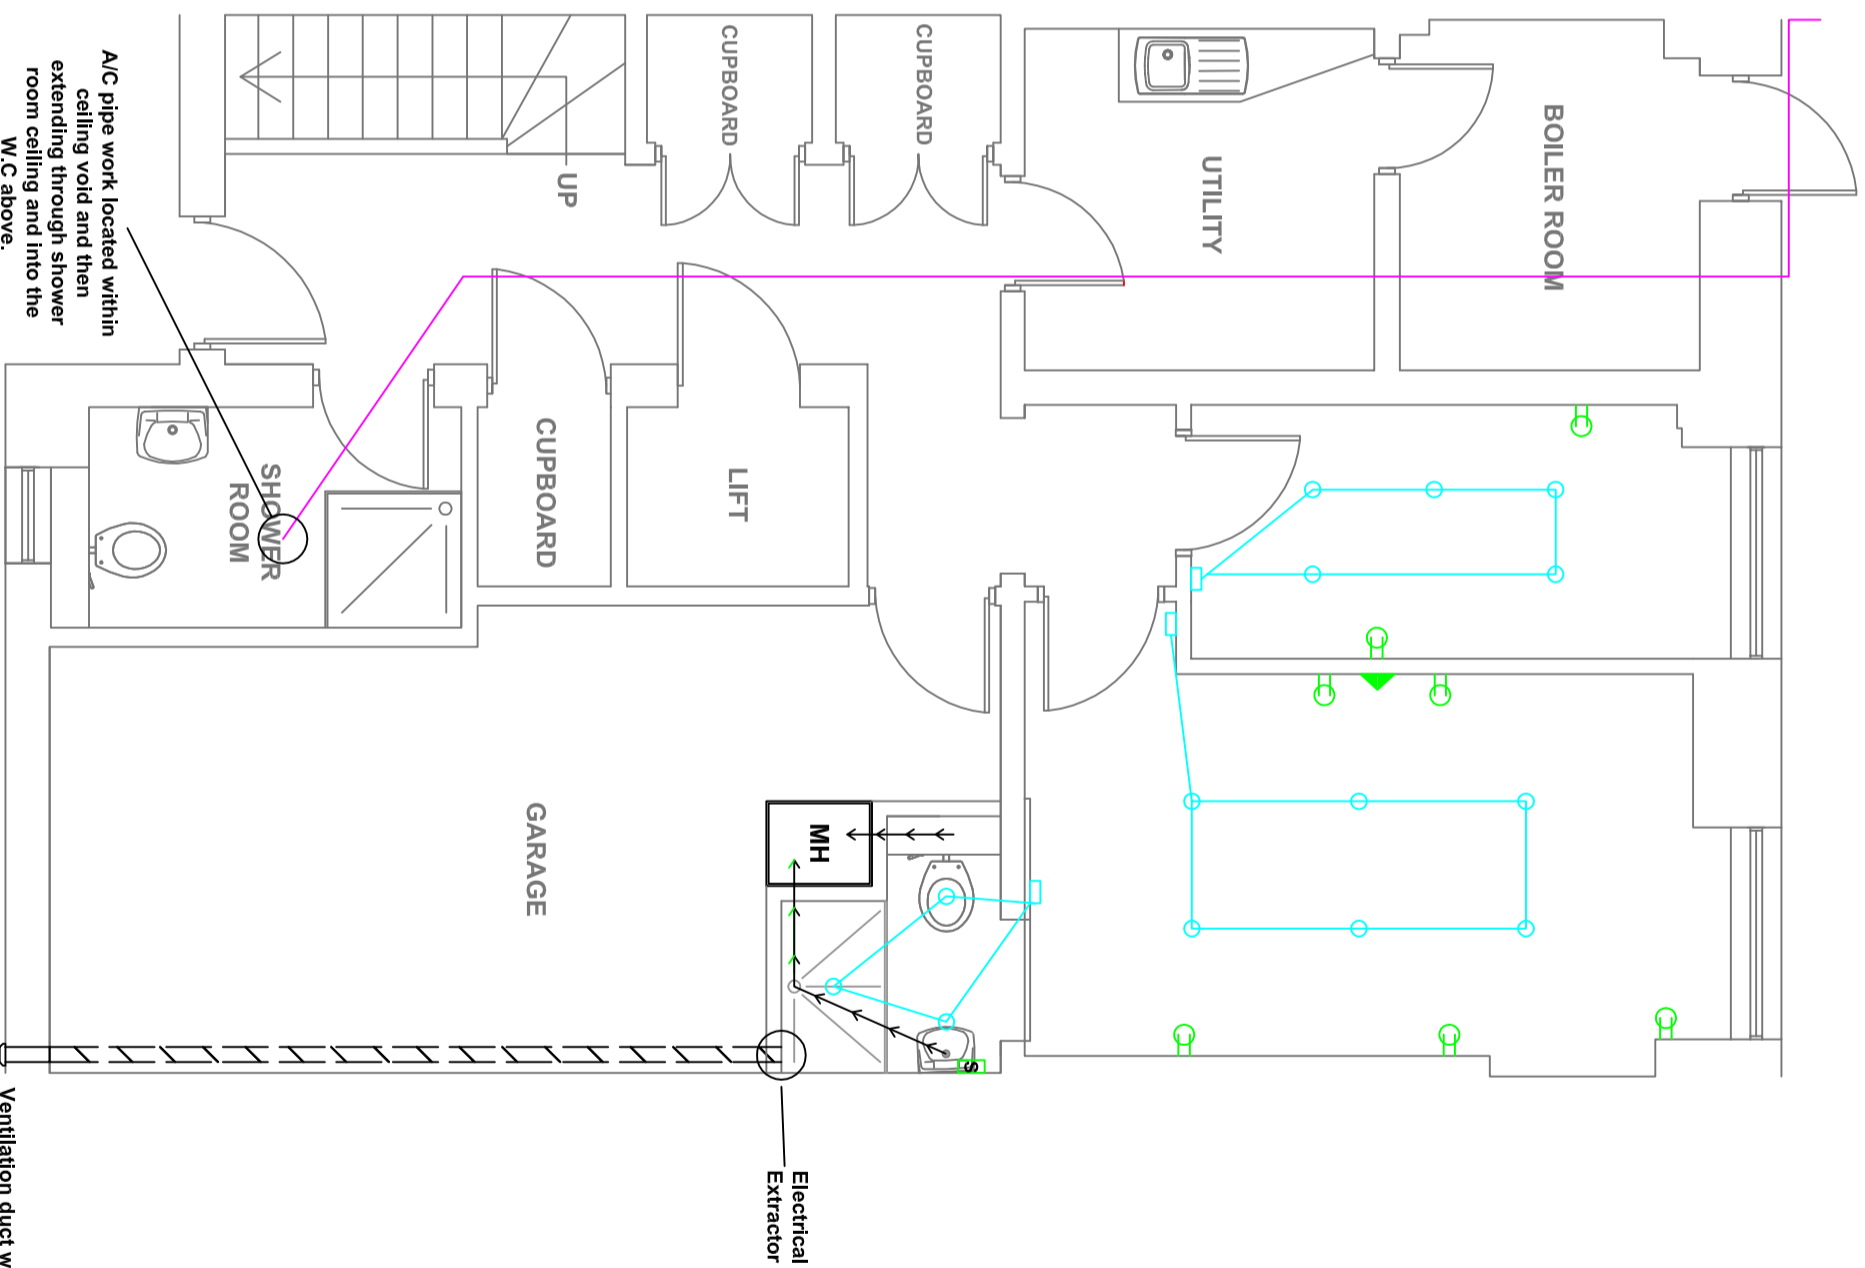 A/C pipe work located within
ceiling void and then
extending through shower
room ceiling and into the
W.C above.
UP
CUPBOARD
CUPBOARD
UTILITY
BOILER ROOM
SHOWER
ROOM
CUPBOARD
LIFT
GARAGE
MH
S
Electrical
Extractor
Ventilation duct w